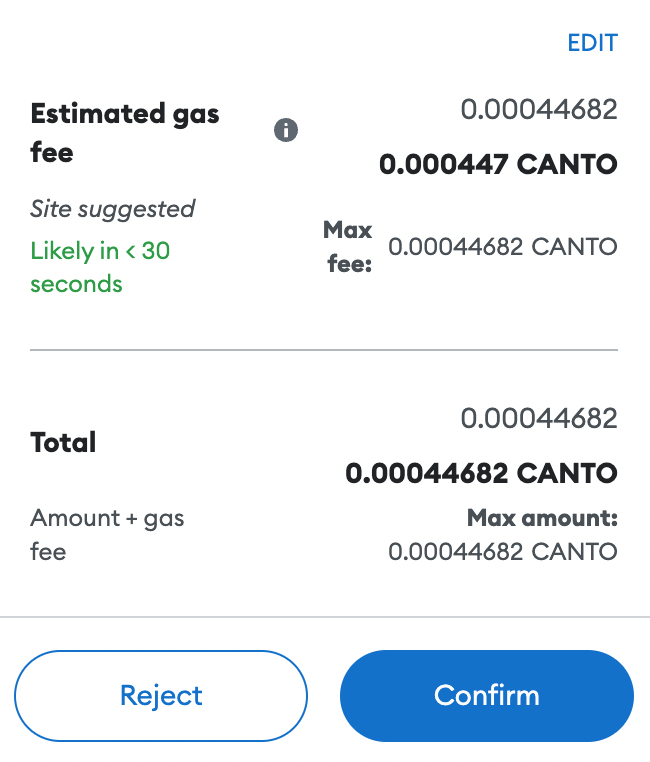 EDIT
Estimated gas
fee
0.00044682
0.000447 CANTO
Site suggested
Likely in < 30
seconds
Max
fee:
0.00044682 CANTO
Total
0.00044682
0.00044682 CANTO
Amount + gas
fee
Max amount:
0.00044682 CANTO
Reject
Confirm